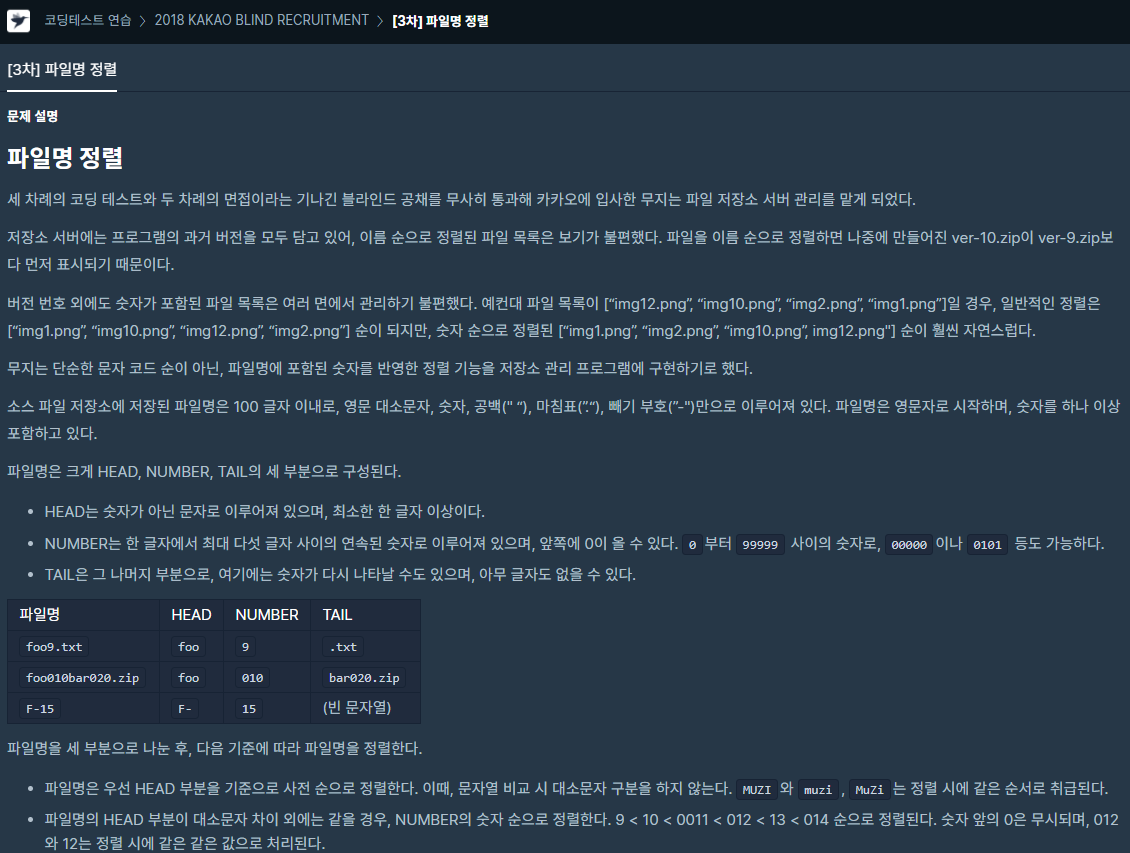 코딩테스트 연습 > 2018 KAKAO BLIND RECRUITMENT > [3차] 파일명 정렬
[3차] 파일명 정렬
문제 설명
파일명 정렬
세 차례의 코딩 테스트와 두 차례의 면접이라는 기나긴 블라인드 공채를 무사히 통과해 카카오에 입사한 무지는 파일 저장소 서버 관리를 맡게 되었다.
저장소 서버에는 프로그램의 과거 버전을 모두 담고 있어, 이름 순으로 정렬된 파일 목록은 보기가 불편했다. 파일을 이름 순으로 정렬하면 나중에 만들어진 ver-10.zip이 ver-9.zip보
다 먼저 표시되기 때문이다.
버전 번호 외에도 숫자가 포함된 파일 목록은 여러 면에서 관리하기 불편했다. 예컨대 파일 목록이 [“img12.png”, “img10.png”, “img2.png”, “img1.png”]일 경우, 일반적인 정렬은
[“img1.png”, “img10.png”, “img12.png”, “img2.png”] 순이 되지만, 숫자 순으로 정렬된 [“img1.png”, “img2.png”, “img10.png”, img12.png"] 순이 훨씬 자연스럽다.
무지는 단순한 문자 코드 순이 아닌, 파일명에 포함된 숫자를 반영한 정렬 기능을 저장소 관리 프로그램에 구현하기로 했다.
소스 파일 저장소에 저장된 파일명은 100 글자 이내로, 영문 대소문자, 숫자, 공백(" “), 마침표(”.“), 빼기 부호(”-")만으로 이루어져 있다. 파일명은 영문자로 시작하며, 숫자를 하나 이상
포함하고 있다.
파일명은 크게 HEAD, NUMBER, TAIL의 세 부분으로 구성된다.
• HEAD는 숫자가 아닌 문자로 이루어져 있으며, 최소한 한 글자 이상이다.
• NUMBER는 한 글자에서 최대 다섯 글자 사이의 연속된 숫자로 이루어져 있으며, 앞쪽에 0이 올 수 있다. 0 부터 99999 사이의 숫자로, 00000 이나 0101 등도 가능하다.
• TAIL은 그 나머지 부분으로, 여기에는 숫자가 다시 나타날 수도 있으며, 아무 글자도 없을 수 있다.
파일명 HEAD NUMBER TAIL
foo9.txt foo 9 .txt
foo010bar020.zip foo 010 bar020.zip
F-15 F- 15 (빈 문자열)
파일명을 세 부분으로 나눈 후, 다음 기준에 따라 파일명을 정렬한다.
• 파일명은 우선 HEAD 부분을 기준으로 사전 순으로 정렬한다. 이때, 문자열 비교 시 대소문자 구분을 하지 않는다. MUZI 와 muzi , MuZi 는 정렬 시에 같은 순서로 취급된다.
• 파일명의 HEAD 부분이 대소문자 차이 외에는 같을 경우, NUMBER의 숫자 순으로 정렬한다. 9 < 10 < 0011 < 012 < 13 < 014 순으로 정렬된다. 숫자 앞의 0은 무시되며, 012
와 12는 정렬 시에 같은 같은 값으로 처리된다.